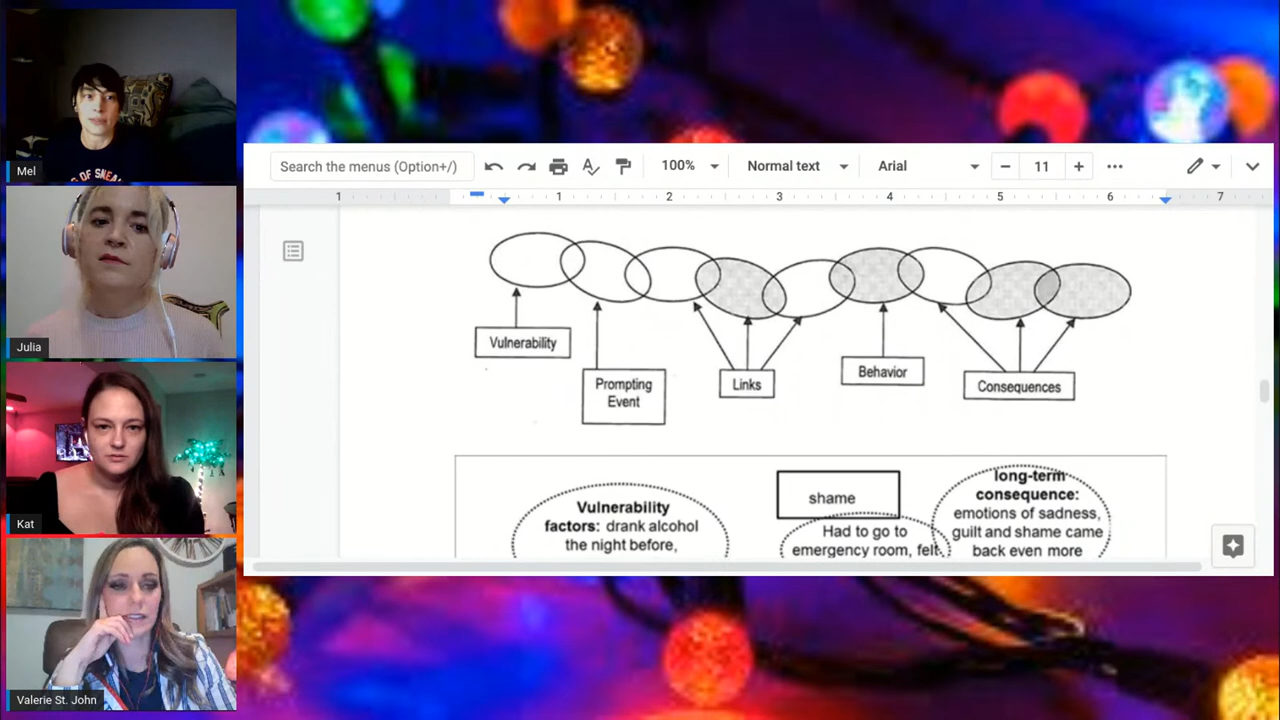 Mel
OF SNEA
Julia
Kat
Valerie St. John
Search the menus (Option+/)
100%
Normal text
Arial
11
1 1 2 3 4 5 6 7
Vulnerability
Prompting
Event
Links
Behavior
Consequences
Vulnerability
factors: drank alcohol
the night before,
shame
Had to go to
emergency room, felt
long-term
consequence:
emotions of sadness,
guilt and shame came
back even more